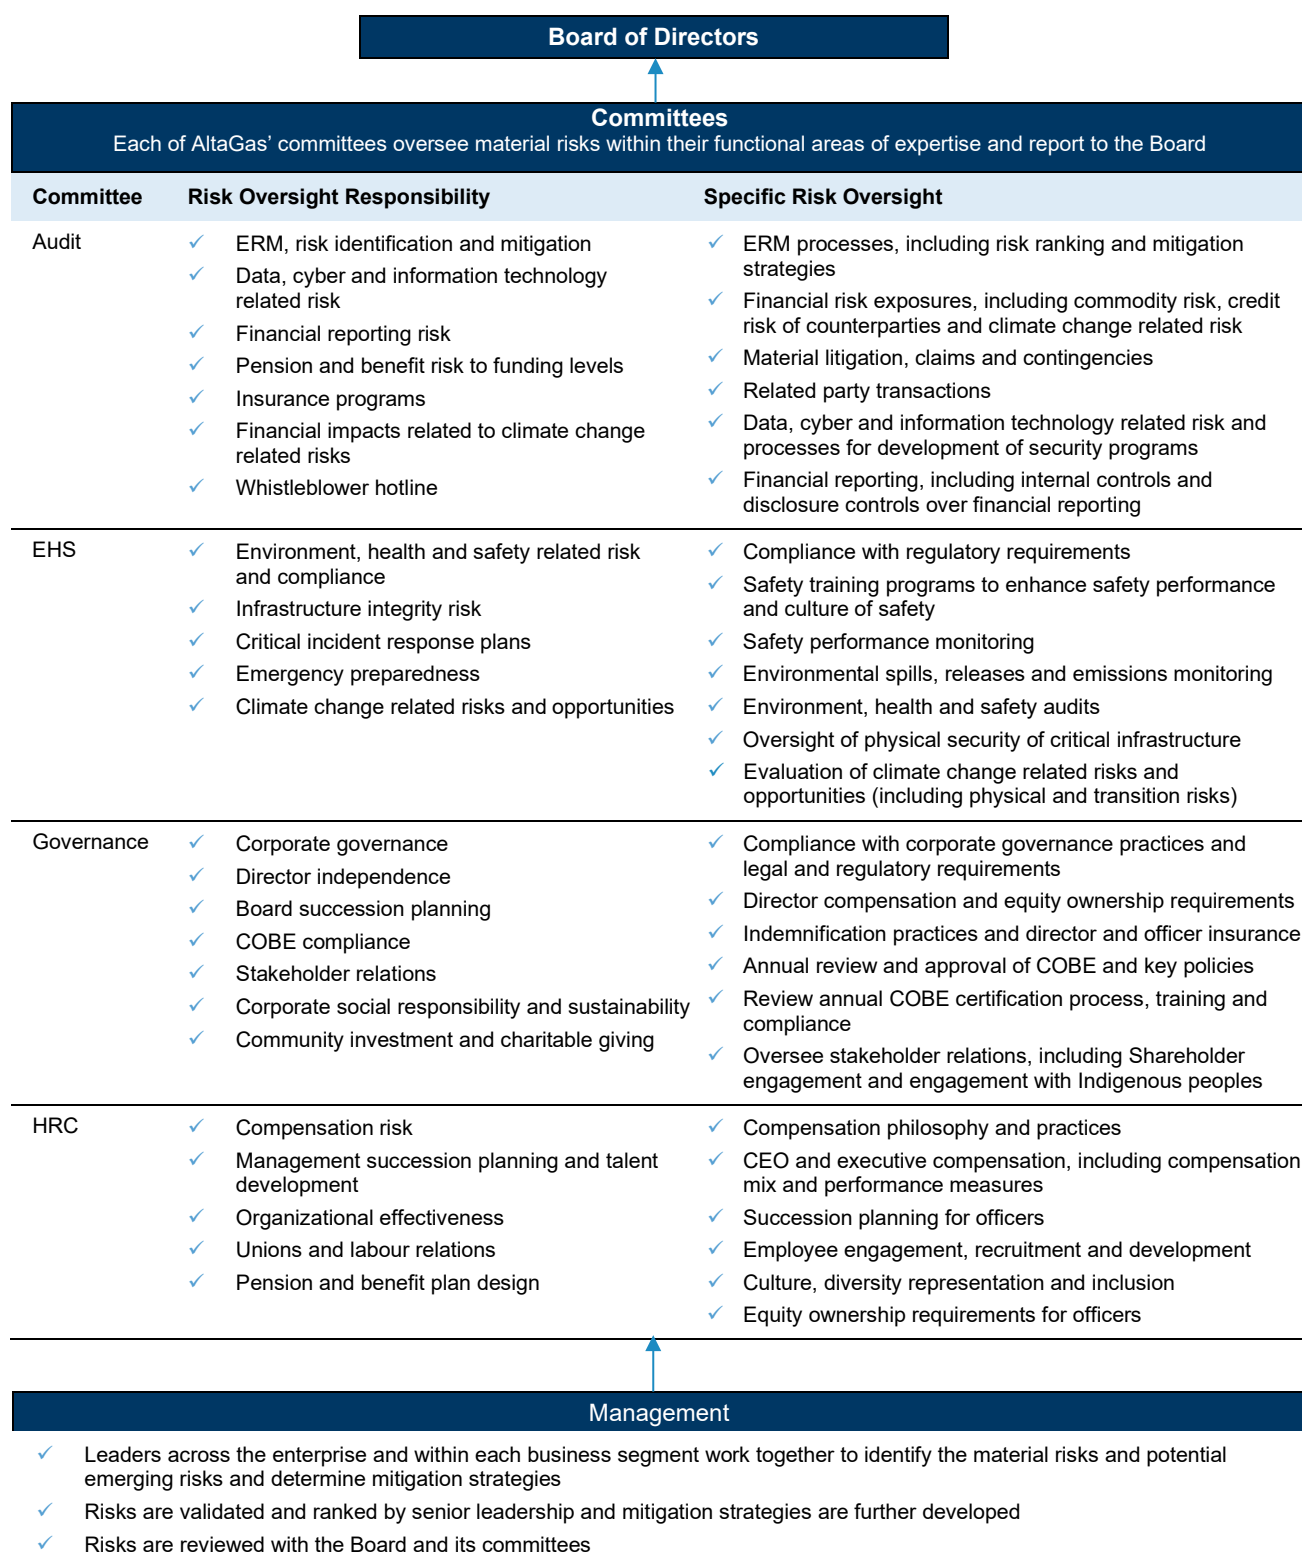 Board of Directors
Committees
Each of AltaGas’ committees oversee material risks within their functional areas of expertise and report to the Board
Committee Risk Oversight Responsibility Specific Risk Oversight
Audit
✓ ERM, risk identification and mitigation
✓ Data, cyber and information technology
related risk
✓ Financial reporting risk
✓ Pension and benefit risk to funding levels
✓ Insurance programs
✓ Financial impacts related to climate change
related risks
✓ Whistleblower hotline
✓ ERM processes, including risk ranking and mitigation
strategies
✓ Financial risk exposures, including commodity risk, credit
risk of counterparties and climate change related risk
✓ Material litigation, claims and contingencies
✓ Related party transactions
✓ Data, cyber and information technology related risk and
processes for development of security programs
✓ Financial reporting, including internal controls and
disclosure controls over financial reporting
EHS
✓ Environment, health and safety related risk
and compliance
✓ Infrastructure integrity risk
✓ Critical incident response plans
✓ Emergency preparedness
✓ Climate change related risks and opportunities
✓ Compliance with regulatory requirements
✓ Safety training programs to enhance safety performance
and culture of safety
✓ Safety performance monitoring
✓ Environmental spills, releases and emissions monitoring
✓ Environment, health and safety audits
✓ Oversight of physical security of critical infrastructure
✓ Evaluation of climate change related risks and
opportunities (including physical and transition risks)
Governance
✓ Corporate governance
✓ Director independence
✓ Board succession planning
✓ COBE compliance
✓ Stakeholder relations
✓ Corporate social responsibility and sustainability
✓ Community investment and charitable giving
✓ Compliance with corporate governance practices and
legal and regulatory requirements
✓ Director compensation and equity ownership requirements
✓ Indemnification practices and director and officer insurance
✓ Annual review and approval of COBE and key policies
✓ Review annual COBE certification process, training and
compliance
✓ Oversee stakeholder relations, including Shareholder
engagement and engagement with Indigenous peoples
HRC
✓ Compensation risk
✓ Management succession planning and talent
development
✓ Organizational effectiveness
✓ Unions and labour relations
✓ Pension and benefit plan design
✓ Compensation philosophy and practices
✓ CEO and executive compensation, including compensation
mix and performance measures
✓ Succession planning for officers
✓ Employee engagement, recruitment and development
✓ Culture, diversity representation and inclusion
✓ Equity ownership requirements for officers
Management
✓ Leaders across the enterprise and within each business segment work together to identify the material risks and potential
emerging risks and determine mitigation strategies
✓ Risks are validated and ranked by senior leadership and mitigation strategies are further developed
✓ Risks are reviewed with the Board and its committees